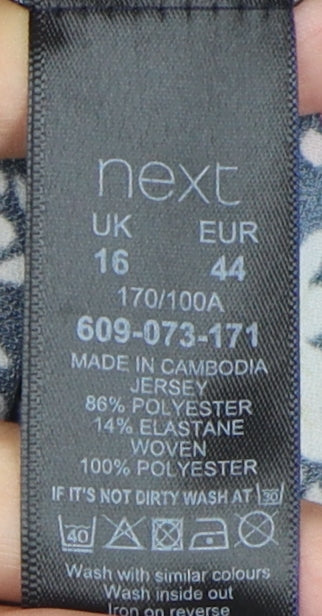 next
UK EUR
16 44
170/100A
609-073-171
MADE IN CAMBODIA
JERSEY
86% POLYESTER
14% ELASTANE
WOVEN
100% POLYESTER
IF IT'S NOT DIRTY WASH AT 30
40
Wash with similar colours
Wash inside out
Iron on reverse